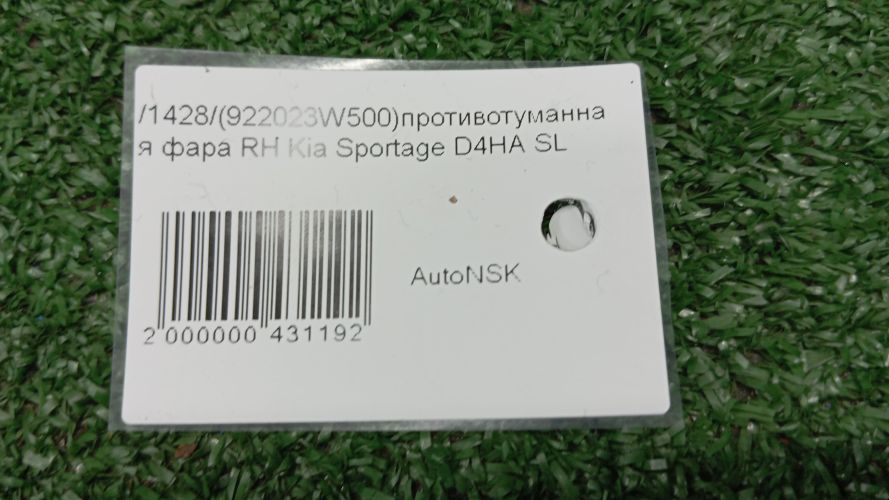 /1428/(922023W500)противотуманна
я фара RH Kia Sportage D4HA SL
AutoNSK
2 000000 431192